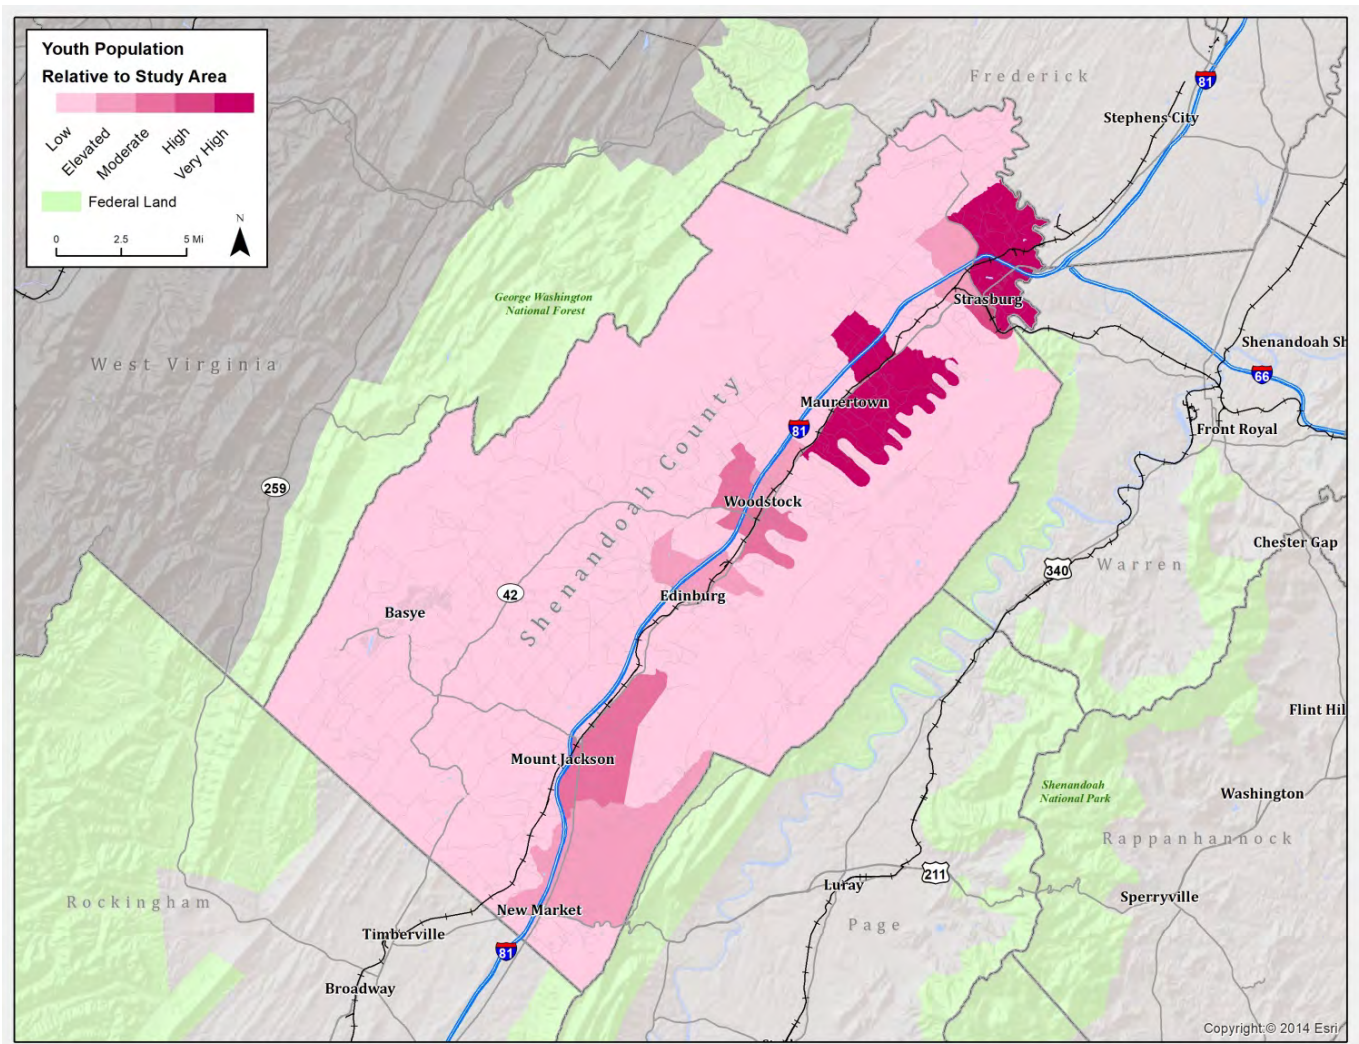 Youth Population
Relative to Study Area
Low
Elevated
Moderate
High
Very High
Federal Land
N
0 2.5 5 Mi
Frederick
81
Stephens City
George Washington
National Forest
Strasburg
West Virginia
Shenandoah Sh
66
Maurertown
81
Front Royal
259
Woodstock
Shenandoah County
Chester Gap
340
Warren
42
Edinburg
Basye
Flint Hil
Mount Jackson
Shenandoah
National Park
Washington
Rappanhannock
211
Luray
Sperryville
Rockingham
New Market
Page
Timberville
81
Broadway
Copyright:© 2014 Esri